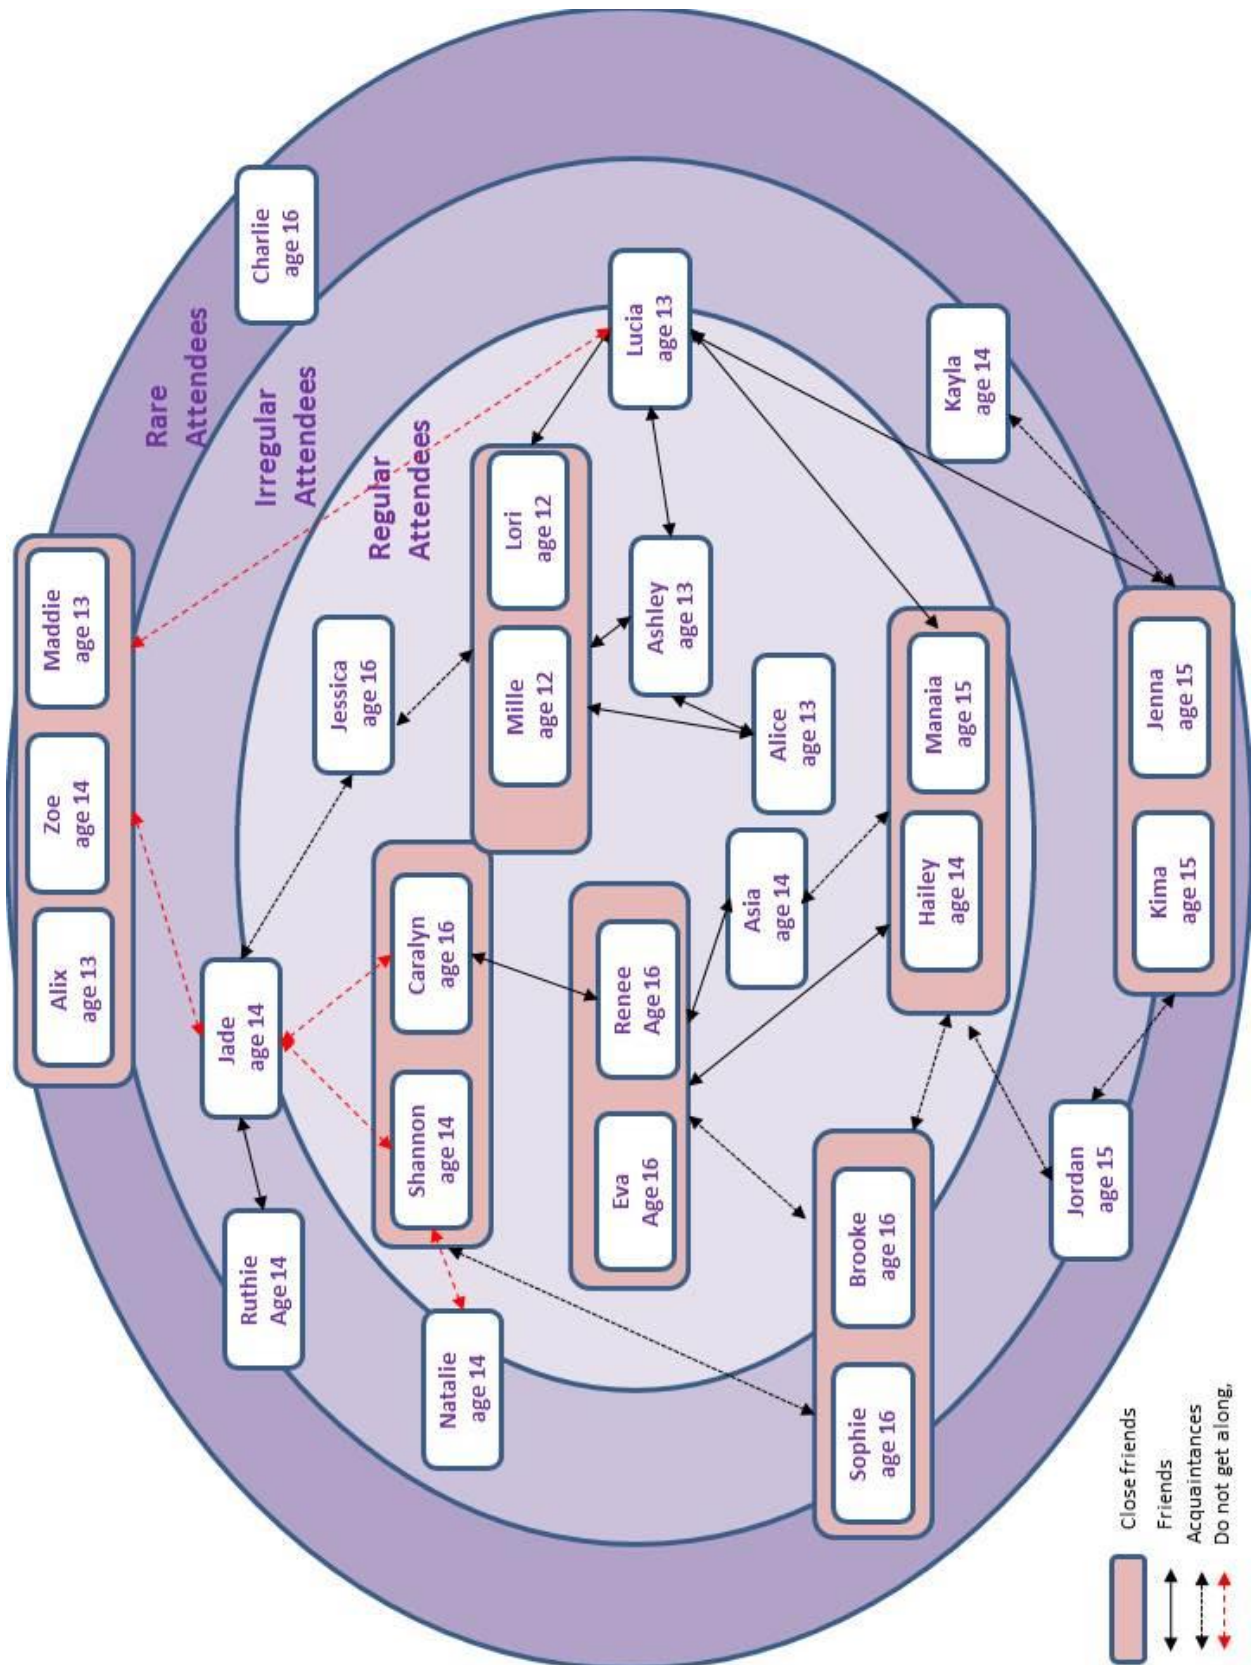 Alix
age 13
Zoe
age 14
Maddie
age 13
Rare
Attendees
Jade
age 14
Ruthie
Age 14
Charlie
age 16
Irregular
Attendees
Jessica
age 16
Regular
Attendees
Shannon
age 14
Caralyn
age 16
Natalie
age 14
Mille
age 12
Lori
age 12
Eva
Age 16
Renee
Age 16
Lucia
age 13
Ashley
age 13
Asia
age 14
Alice
age 13
Sophie
age 16
Brooke
age 16
Hailey
age 14
Manaia
age 15
Kayla
age 14
Jordan
age 15
Kima
age 15
Jenna
age 15
Close friends
Friends
Acquaintances
Do not get along,